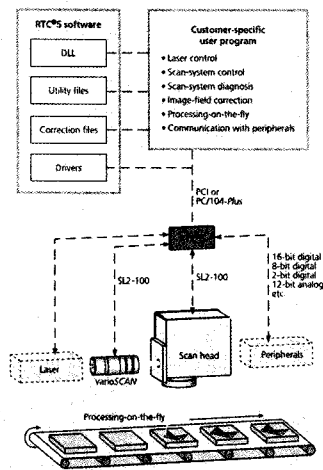 RTC®5 software
DLL
Utility files
Correction files
Drivers
Customer-specific
user program
• Laser control
• Scan-system control
• Scan-system diagnosis
• Image-field correction
• Processing-on-the-fly
• Communication with peripherals
PCI or
PC/104-Plus
SL2-100
SL2-100
16-bit digital
8-bit digital
2-bit digital
12-bit analog
etc.
Laser
varioSCAN
Scan head
Peripherals
Processing-on-the-fly